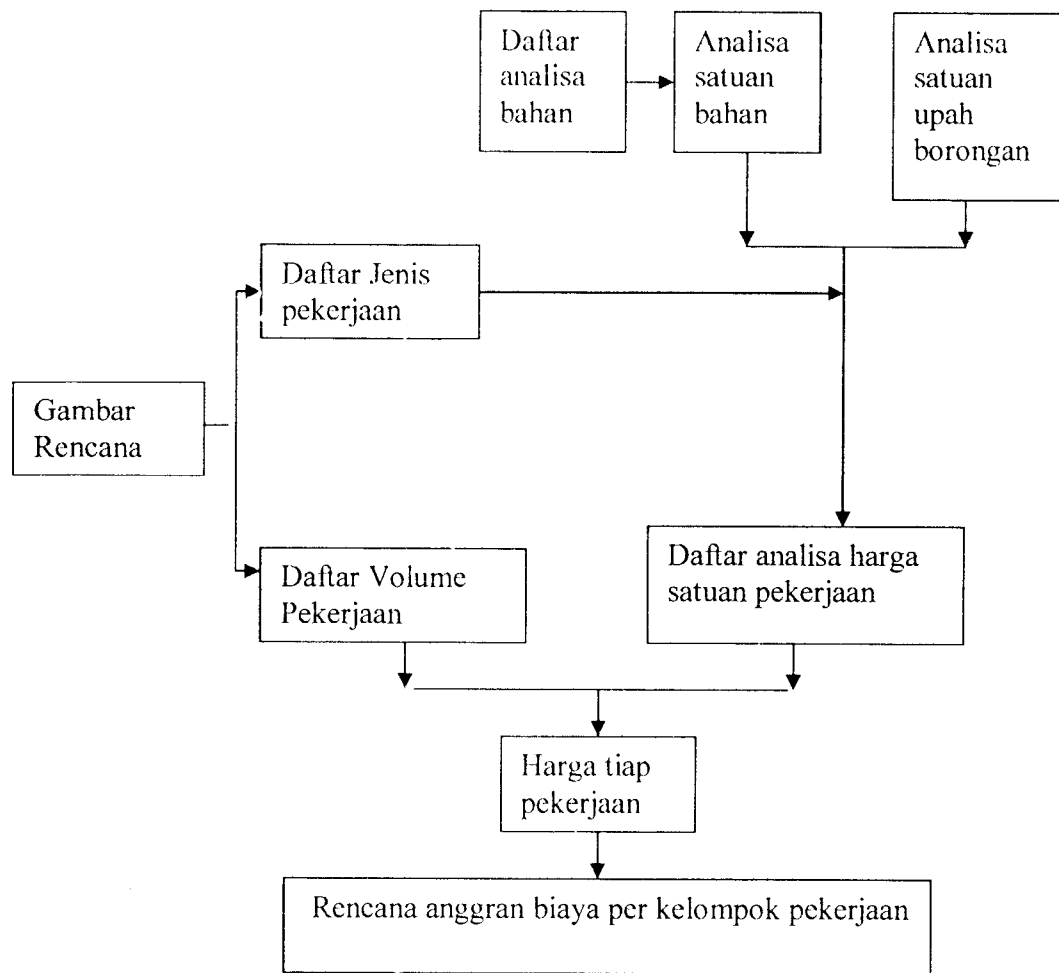 Daftar
analisa
bahan
Analisa
satuan
bahan
Analisa
satuan
upah
borongan
Daftar Jenis
pekerjaan
Gambar
Rencana
Daftar Volume
Pekerjaan
Daftar analisa harga
satuan pekerjaan
Harga tiap
pekerjaan
Rencana anggran biaya per kelompok pekerjaan